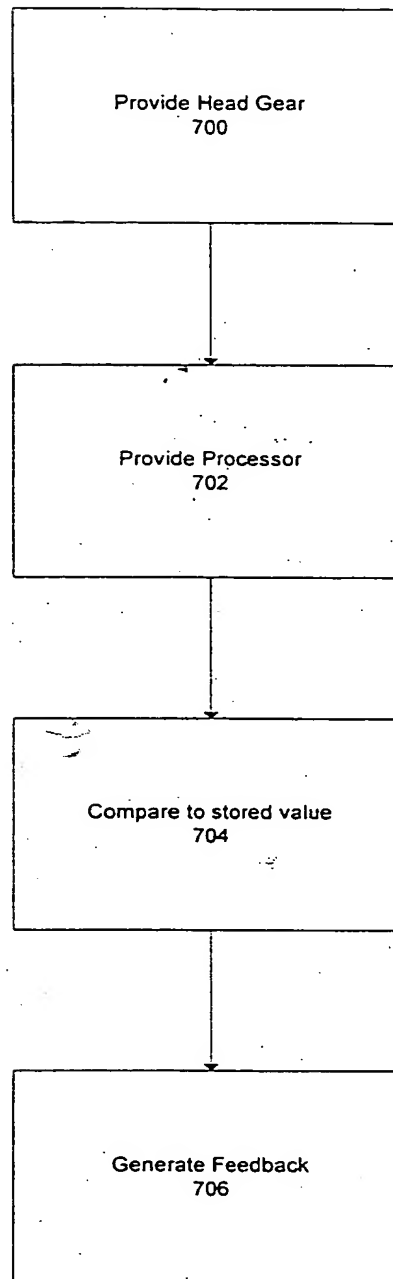 Provide Head Gear
700
Provide Processor
702
Compare to stored value
704
Generate Feedback
706